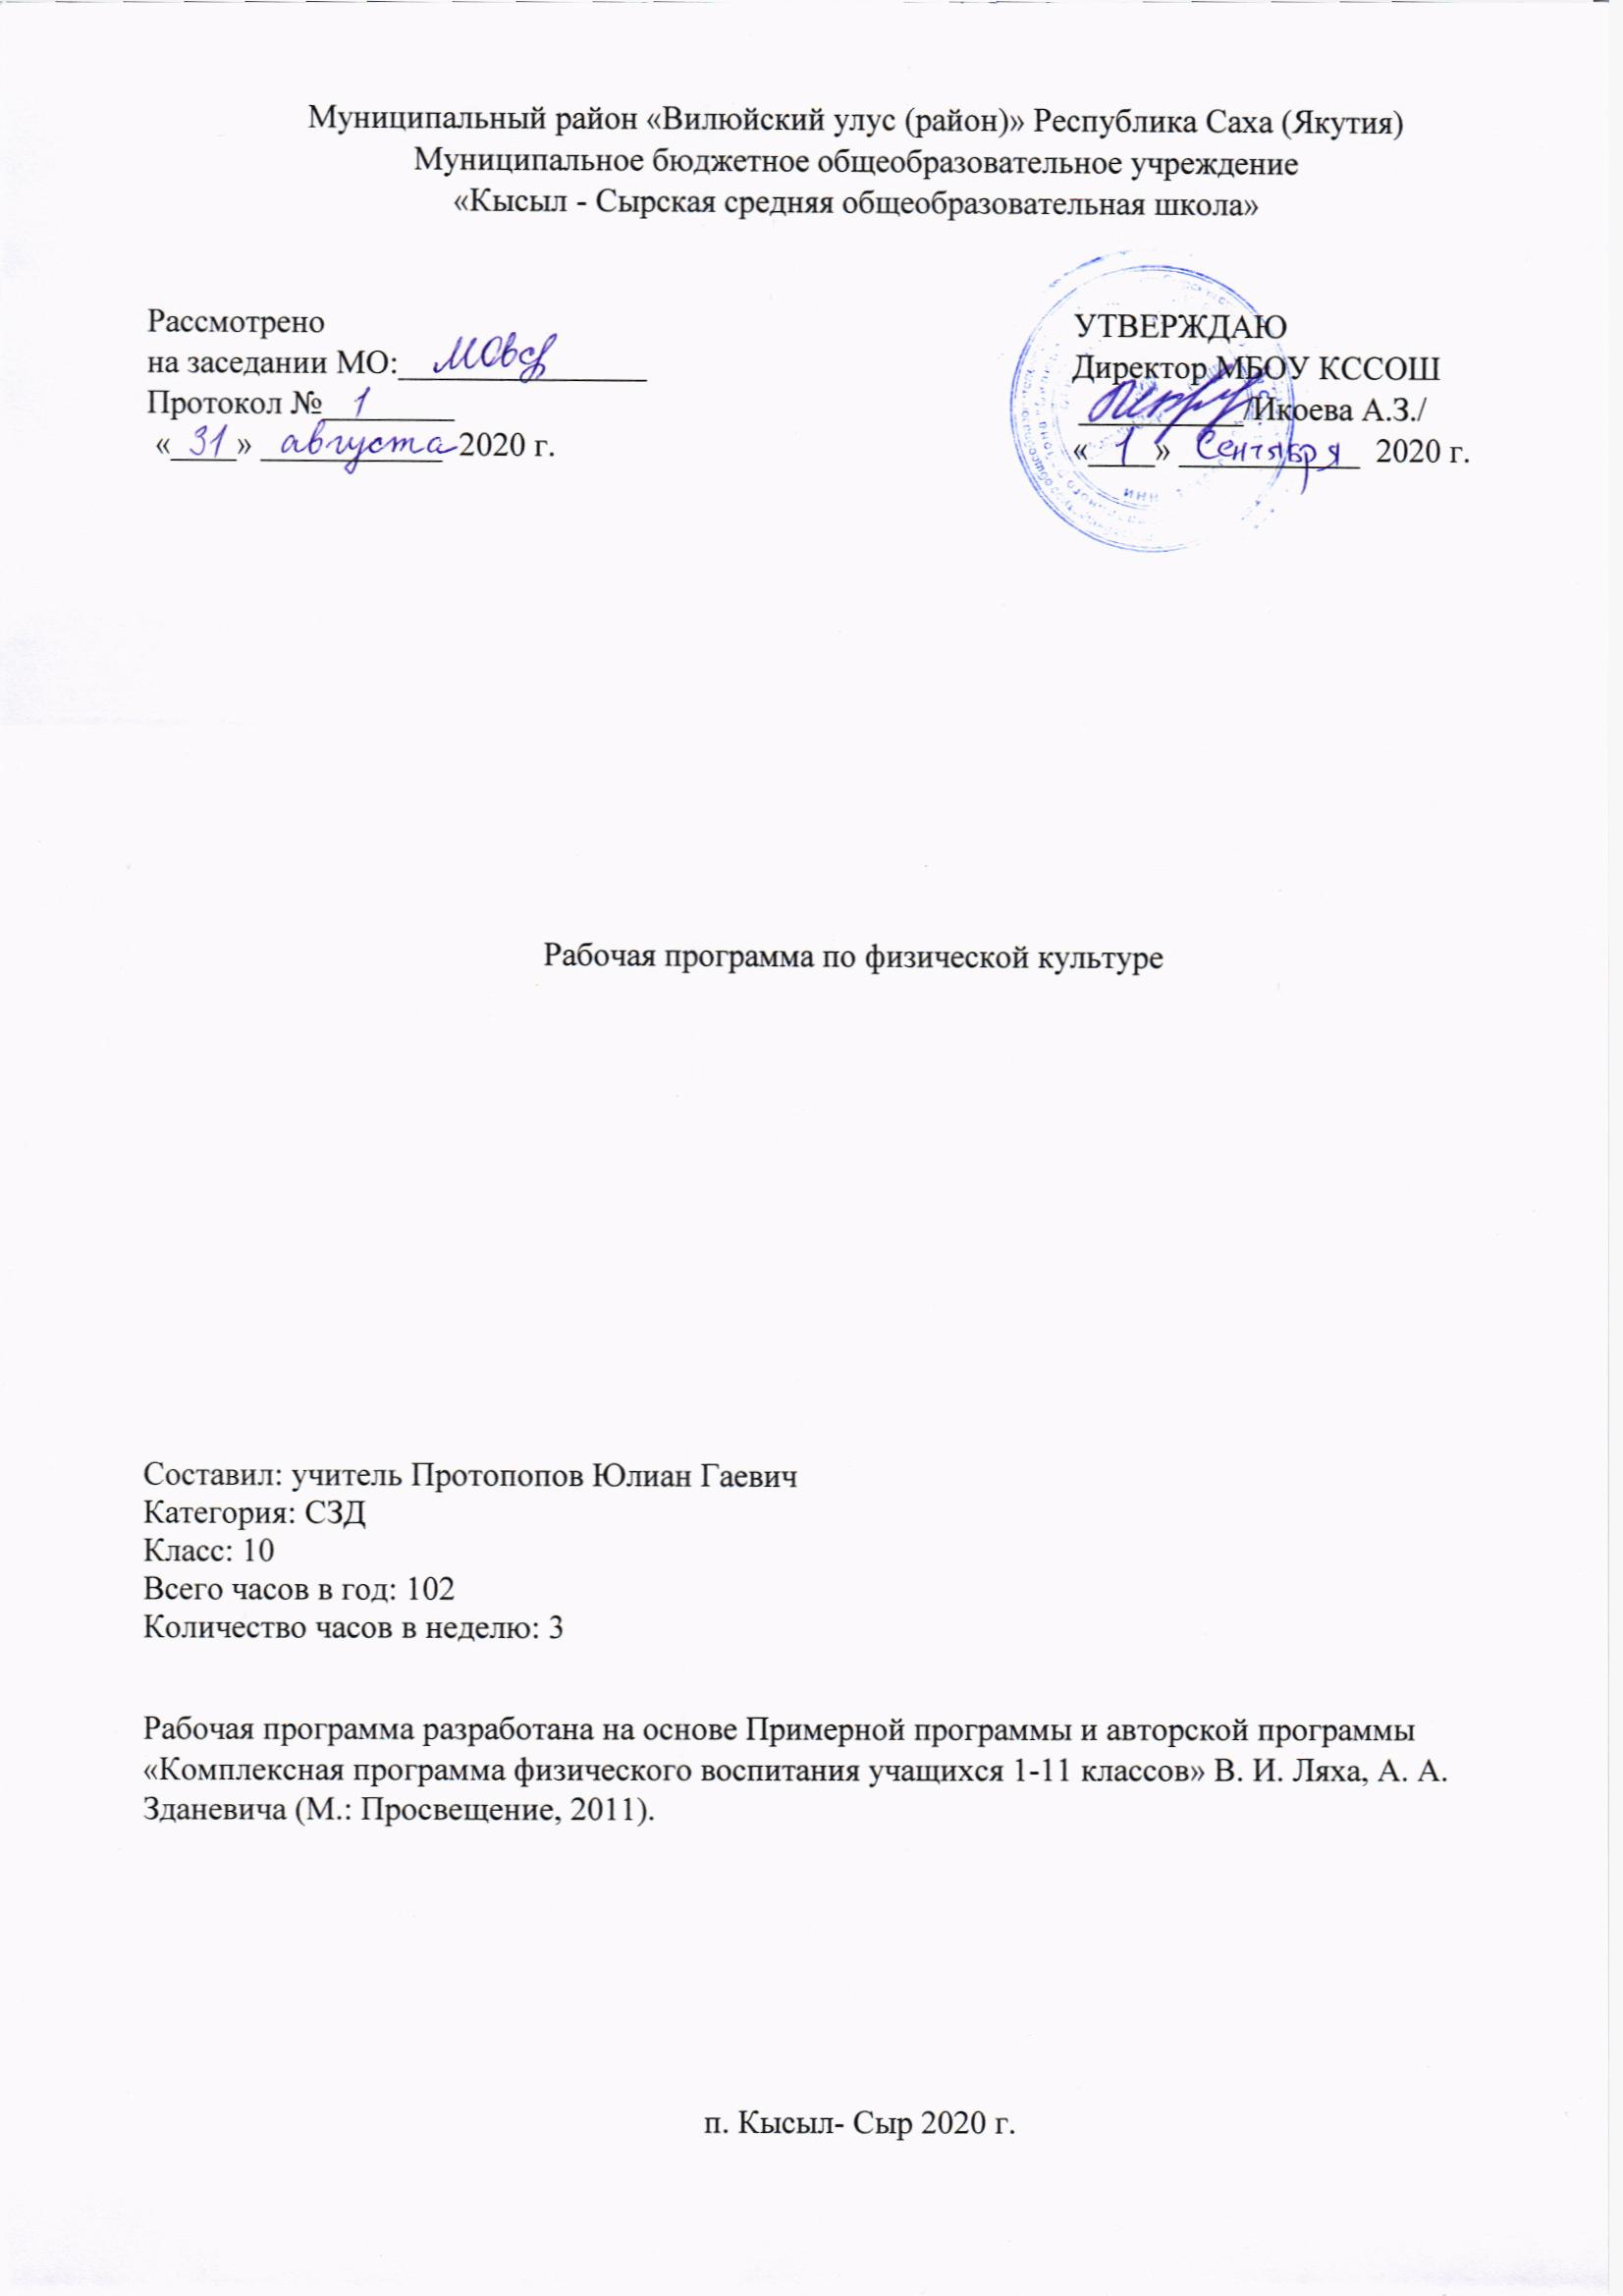 Муниципальный район «Вилюйский улус (район)» Республика Саха (Якутия)
Муниципальное бюджетное общеобразовательное учреждение
«Кысыл - Сырская средняя общеобразовательная школа»
Рассмотрено
на заседании МО:
Протокол № 1
«31» августа 2020 г.
УТВЕРЖДАЮ
Директор МБОУ КССОШ
/Икоева А.З./
«1» Сентября 2020 г.
ИНН
Рабочая программа по физической культуре
Составил: учитель Протопопов Юлиан Гаевич
Категория: СЗД
Класс: 10
Всего часов в год: 102
Количество часов в неделю: 3
Рабочая программа разработана на основе Примерной программы и авторской программы
«Комплексная программа физического воспитания учащихся 1-11 классов» В. И. Ляха, А. А.
Зданевича (М.: Просвещение, 2011).
п. Кысыл- Сыр 2020 г.